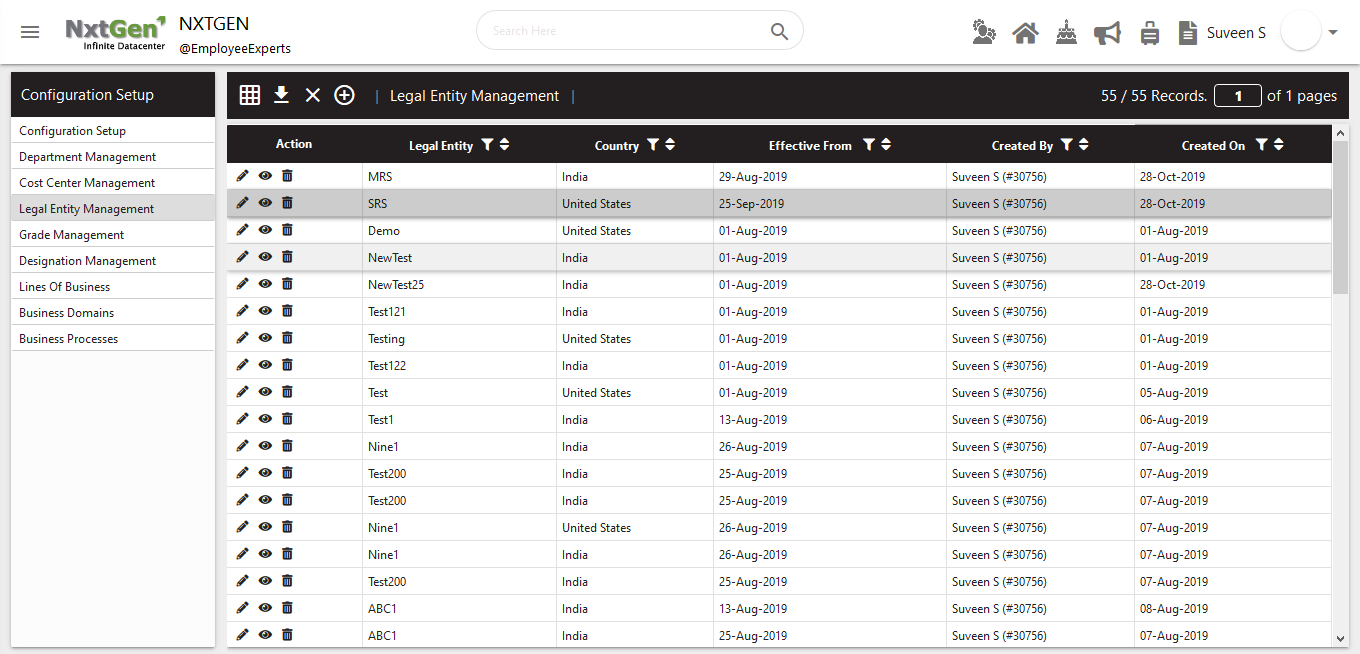 NxtGen
Infinite Datacenter
NXTGEN
@EmployeeExperts
Search Here
Suveen S
Configuration Setup
Configuration Setup
Department Management
Cost Center Management
Legal Entity Management
Grade Management
Designation Management
Lines Of Business
Business Domains
Business Processes
| Legal Entity Management |
55 / 55 Records. 1 of 1 pages
Action Legal Entity Country Effective From Created By Created On
MRS India 29-Aug-2019 Suveen S (#30756) 28-Oct-2019
SRS United States 25-Sep-2019 Suveen S (#30756) 28-Oct-2019
Demo United States 01-Aug-2019 Suveen S (#30756) 01-Aug-2019
NewTest India 01-Aug-2019 Suveen S (#30756) 01-Aug-2019
NewTest25 India 01-Aug-2019 Suveen S (#30756) 28-Oct-2019
Test121 India 01-Aug-2019 Suveen S (#30756) 01-Aug-2019
Testing United States 01-Aug-2019 Suveen S (#30756) 01-Aug-2019
Test122 India 01-Aug-2019 Suveen S (#30756) 01-Aug-2019
Test United States 01-Aug-2019 Suveen S (#30756) 05-Aug-2019
Test1 India 13-Aug-2019 Suveen S (#30756) 06-Aug-2019
Nine1 India 26-Aug-2019 Suveen S (#30756) 07-Aug-2019
Test200 India 25-Aug-2019 Suveen S (#30756) 07-Aug-2019
Test200 India 25-Aug-2019 Suveen S (#30756) 07-Aug-2019
Nine1 United States 26-Aug-2019 Suveen S (#30756) 07-Aug-2019
Nine1 India 26-Aug-2019 Suveen S (#30756) 07-Aug-2019
Test200 India 25-Aug-2019 Suveen S (#30756) 07-Aug-2019
ABC1 India 13-Aug-2019 Suveen S (#30756) 08-Aug-2019
ABC1 India 25-Aug-2019 Suveen S (#30756) 07-Aug-2019